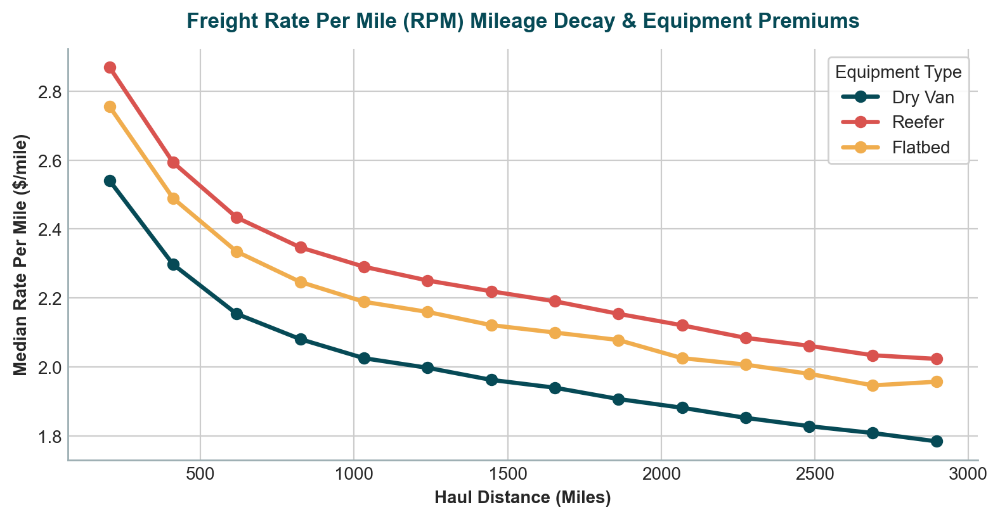 Freight Rate Per Mile (RPM) Mileage Decay & Equipment Premiums
Median Rate Per Mile ($/mile)
2.8
2.6
2.4
2.2
2.0
1.8
Equipment Type
Dry Van
Reefer
Flatbed
500 1000 1500 2000 2500 3000
Haul Distance (Miles)